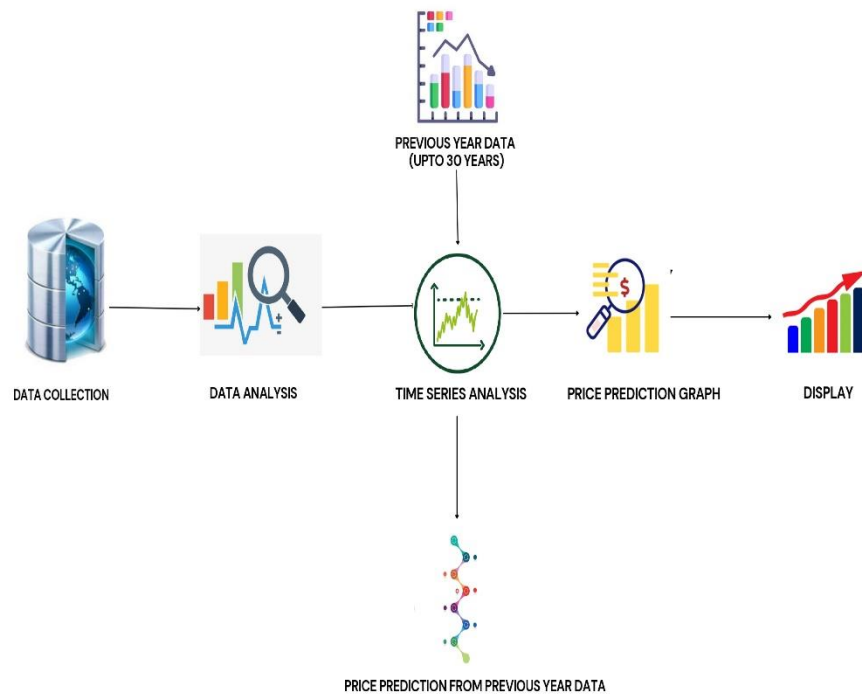 PREVIOUS YEAR DATA
(UPTO 30 YEARS)
$
+
-
DATA COLLECTION
DATA ANALYSIS
TIME SERIES ANALYSIS
PRICE PREDICTION GRAPH
DISPLAY
PRICE PREDICTION FROM PREVIOUS YEAR DATA